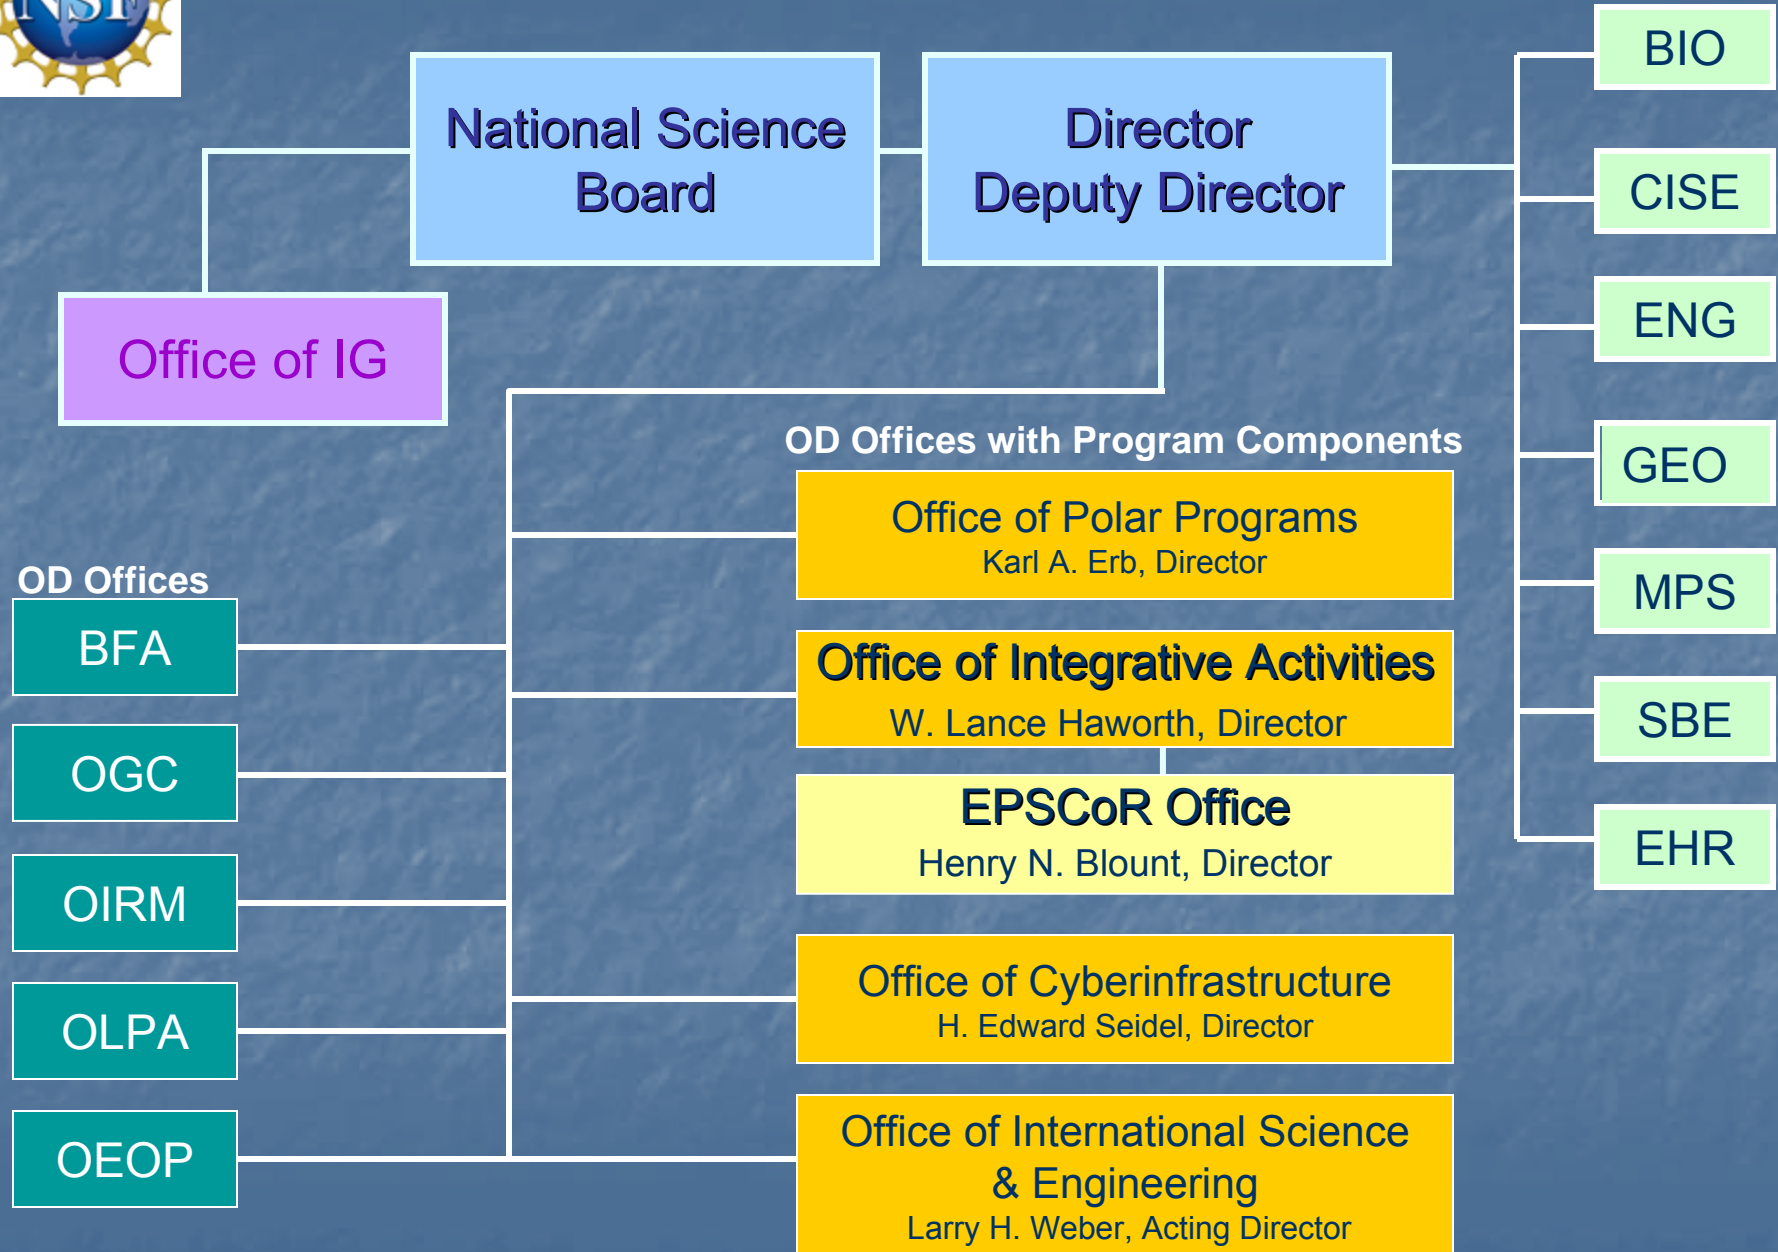 NSF
National Science
Board
Director
Deputy Director
Office of IG
BIO
CISE
ENG
GEO
MPS
SBE
EHR
OD Offices with Program Components
Office of Polar Programs
Karl A. Erb, Director
Office of Integrative Activities
W. Lance Haworth, Director
EPSCoR Office
Henry N. Blount, Director
Office of Cyberinfrastructure
H. Edward Seidel, Director
Office of International Science
& Engineering
Larry H. Weber, Acting Director
OD Offices
BFA
OGC
OIRM
OLPA
OEOP